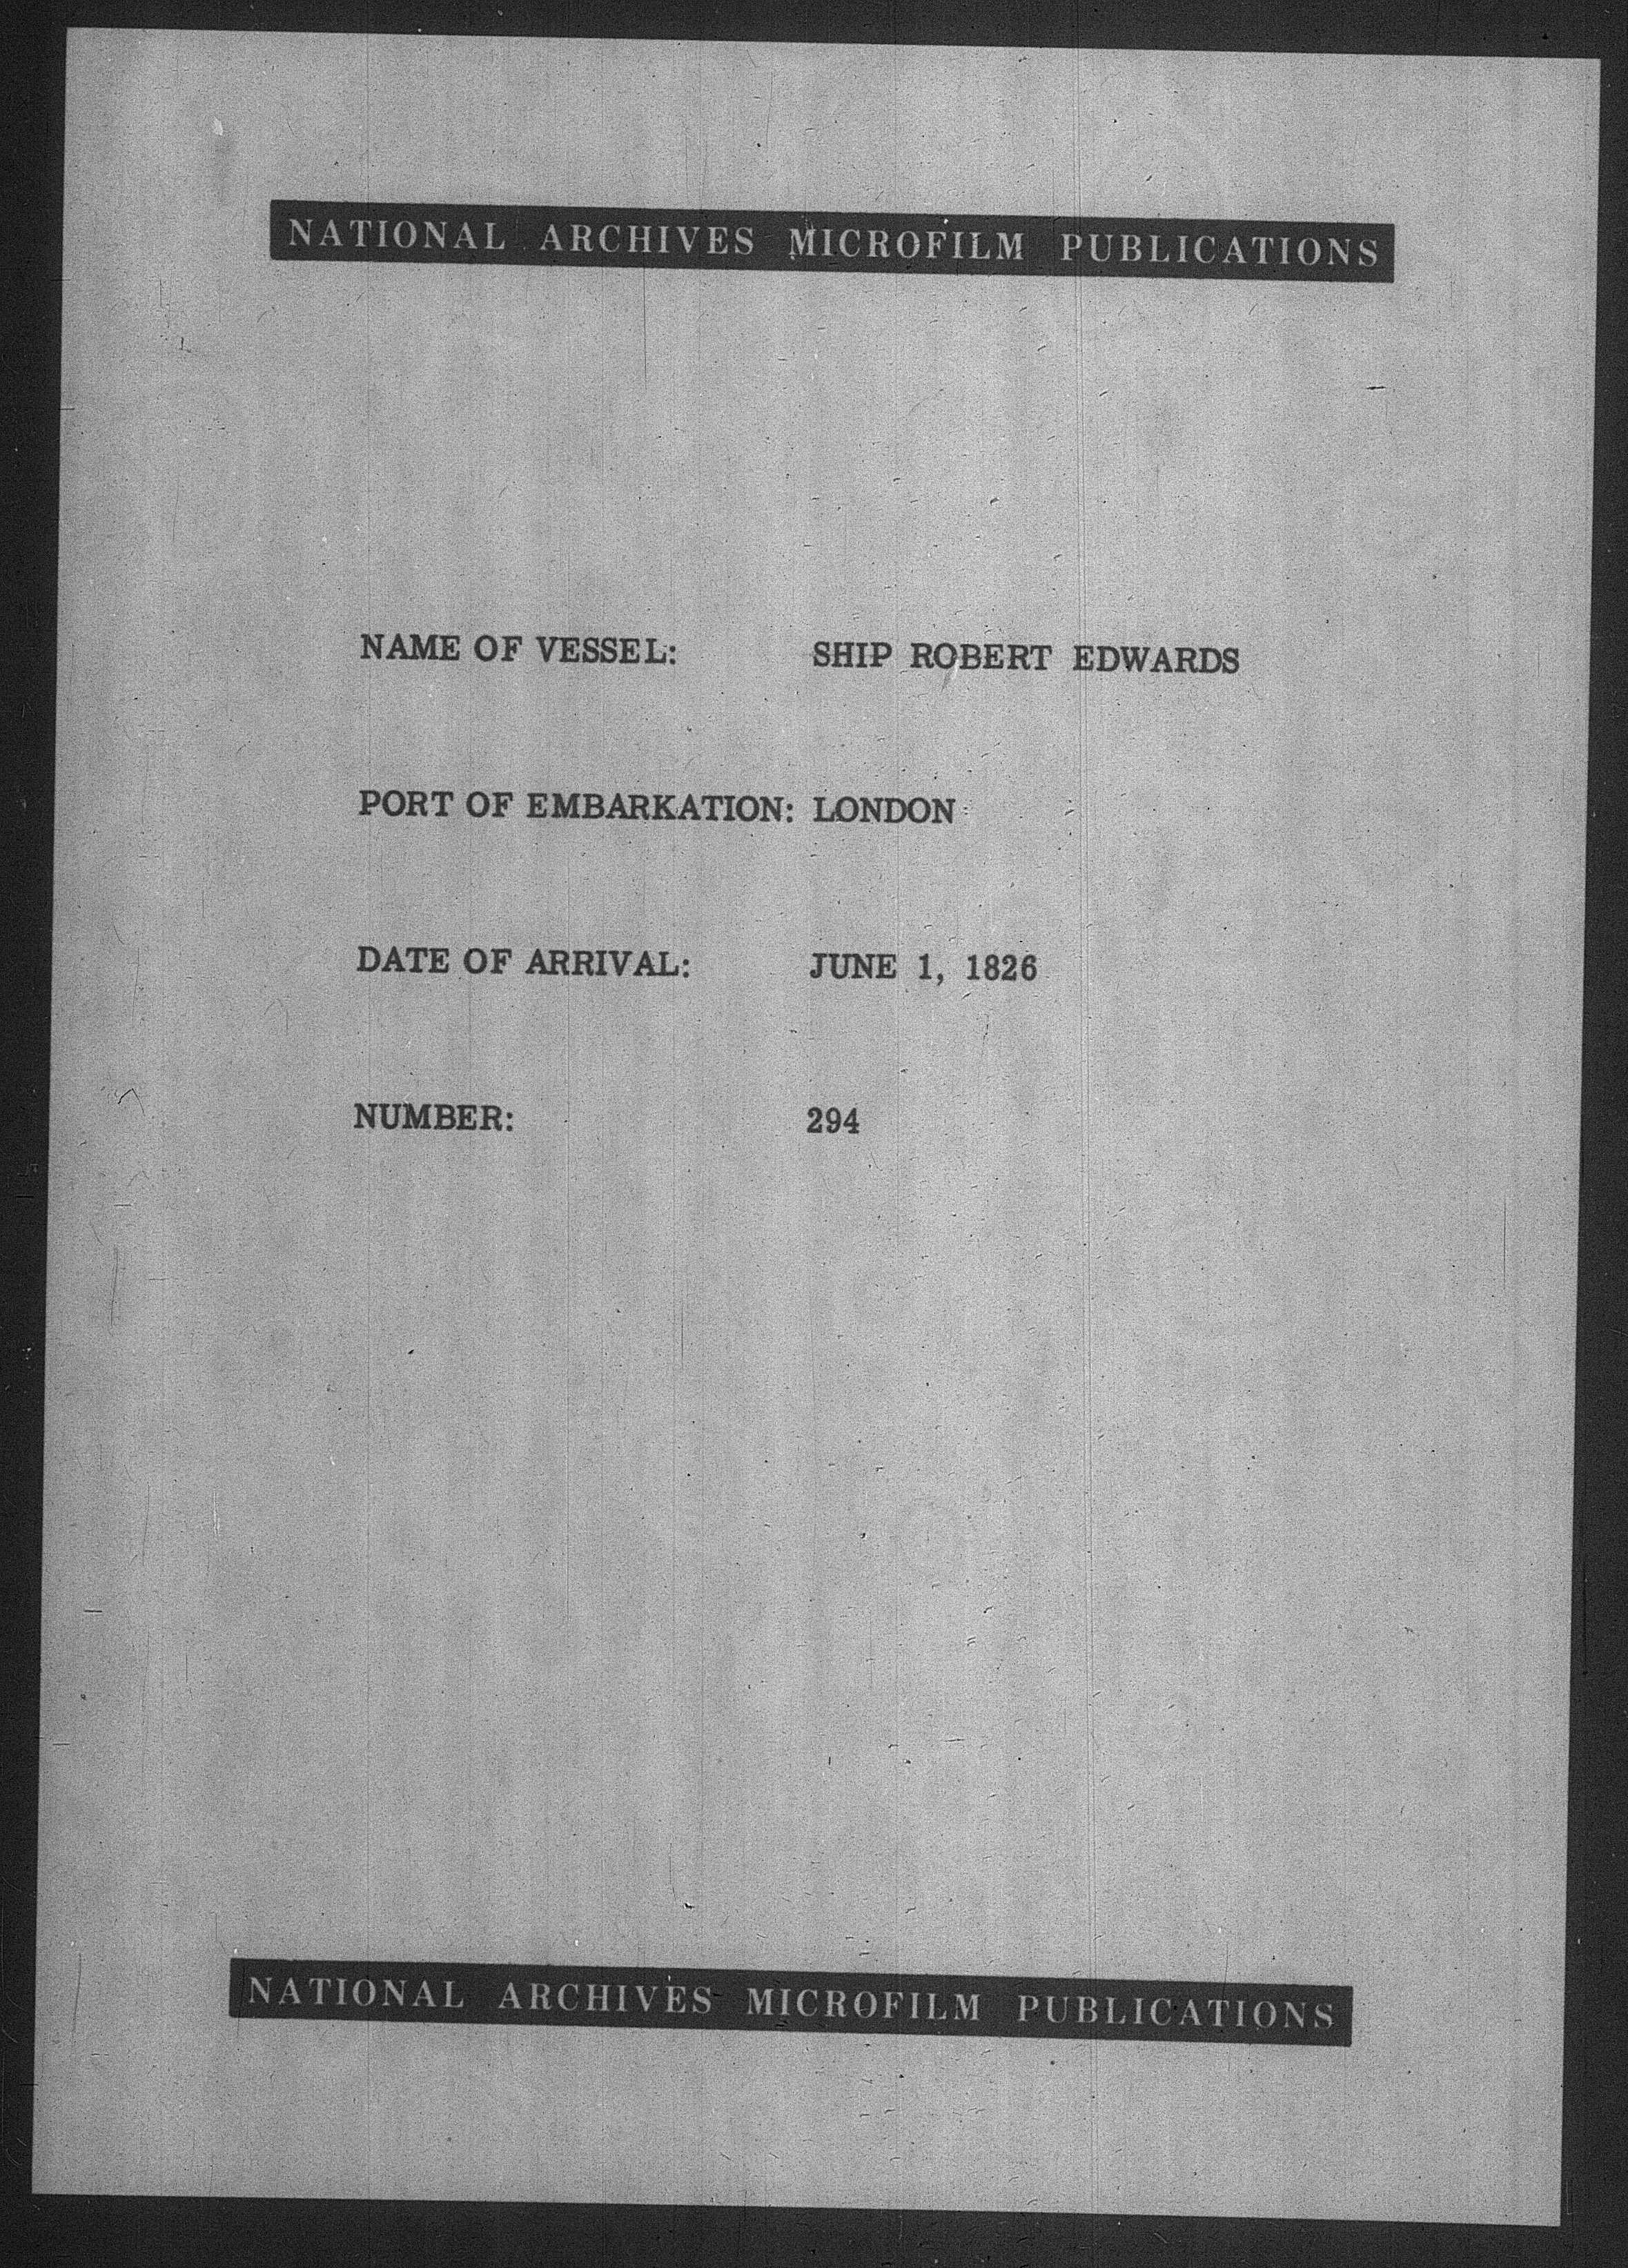 NATIONAL ARCHIVES MICROFILM PUBLICATIONS
NAME OF VESSEL: SHIP ROBERT EDWARDS
PORT OF EMBARKATION: LONDON
DATE OF ARRIVAL: JUNE 1, 1826
NUMBER: 294
NATIONAL ARCHIVES MICROFILM PUBLICATIONS